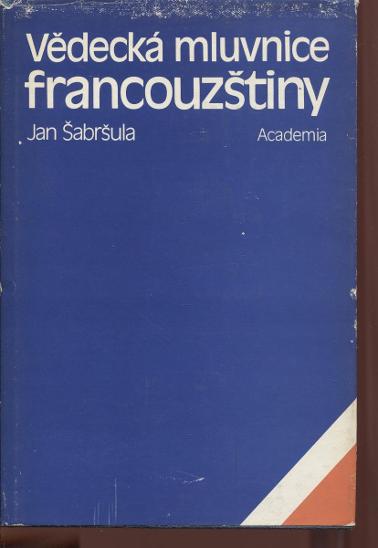 Vědecká mluvnice
francouzštiny
Jan Šabršula Academia